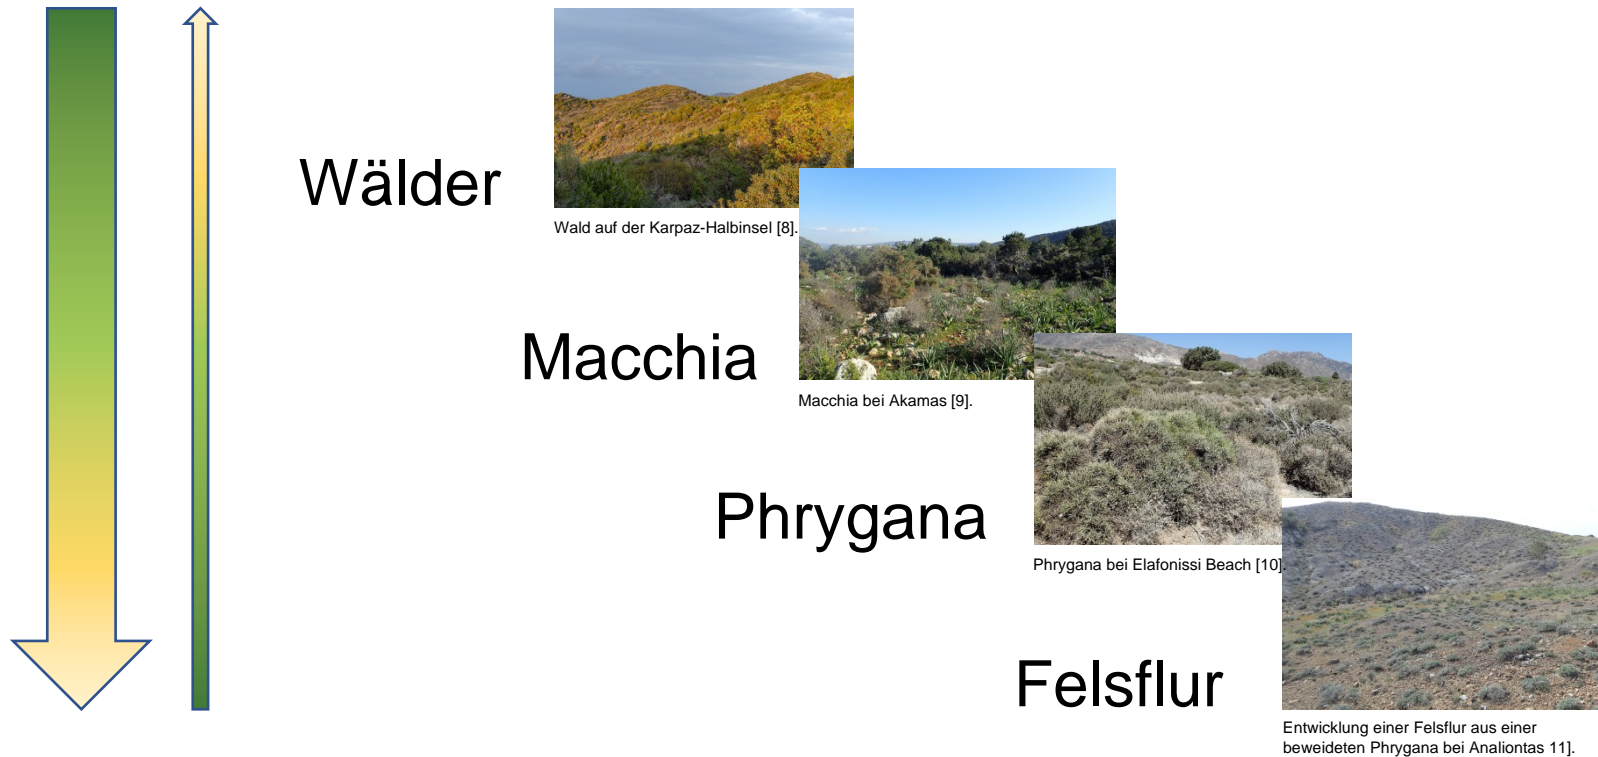 Wälder
Wald auf der Karpaz-Halbinsel [8].
Macchia
Macchia bei Akamas [9].
Phrygana
Phrygana bei Elafonissi Beach [10].
Felsflur
Entwicklung einer Felsflur aus einer
beweideten Phrygana bei Analiontas 11].